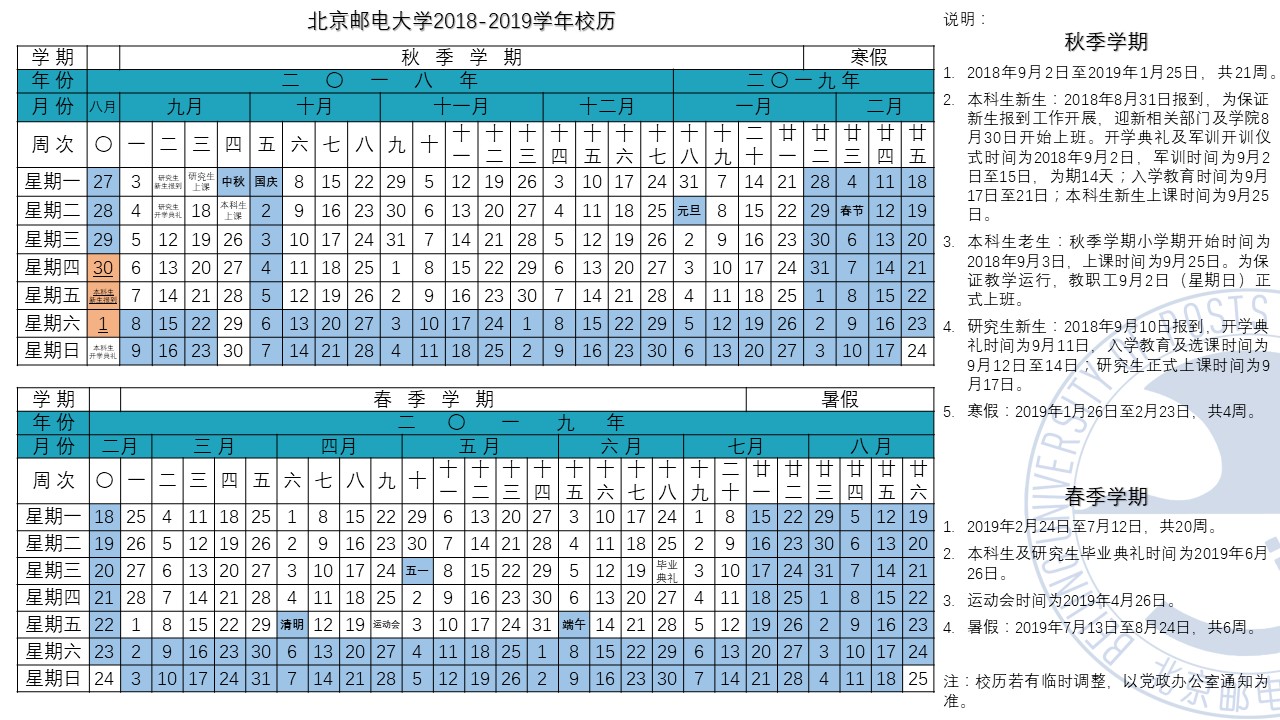 北京邮电大学2018-2019学年校历
学期 秋季学期 寒假
年份 二〇一八年 二〇一九年
月份 八月 九月 十月 十一月 十二月 一月 二月
周次 〇 一 二 三 四 五 六 七 八 九 十 十一 十二 十三 十四 十五 十六 十七 十八 十九 二十 廿一 廿二 廿三 廿四 廿五
星期一 27 3 研究生新生报到 研究生上课 中秋 国庆 8 15 22 29 5 12 19 26 3 10 17 24 31 7 14 21 28 4 11 18
星期二 28 4 研究生开学典礼 18 本科生上课 2 9 16 23 30 6 13 20 27 4 11 18 25 元旦 8 15 22 29 春节 12 19
星期三 29 5 12 19 26 3 10 17 24 31 7 14 21 28 5 12 19 26 2 9 16 23 30 6 13 20
星期四 30 6 13 20 27 4 11 18 25 1 8 15 22 29 6 13 20 27 3 10 17 24 31 7 14 21
星期五 本科生新生报到 7 14 21 28 5 12 19 26 2 9 16 23 30 7 14 21 28 4 11 18 25 1 8 15 22
星期六 1 8 15 22 29 6 13 20 27 3 10 17 24 1 8 15 22 29 5 12 19 26 2 9 16 23
星期日 本科生开学典礼 9 16 23 30 7 14 21 28 4 11 18 25 2 9 16 23 30 6 13 20 27 3 10 17 24
学期 春季学期 暑假
年份 二〇一九年
月份 二月 三月 四月 五月 六月 七月 八月
周次 〇 一 二 三 四 五 六 七 八 九 十 十一 十二 十三 十四 十五 十六 十七 十八 十九 二十 廿一 廿二 廿三 廿四 廿五 廿六
星期一 18 25 4 11 18 25 1 8 15 22 29 6 13 20 27 3 10 17 24 1 8 15 22 29 5 12 19
星期二 19 26 5 12 19 26 2 9 16 23 30 7 14 21 28 4 11 18 25 2 9 16 23 30 6 13 20
星期三 20 27 6 13 20 27 3 10 17 24 五一 8 15 22 29 5 12 19 毕业典礼 3 10 17 24 31 7 14 21
星期四 21 28 7 14 21 28 4 11 18 25 2 9 16 23 30 6 13 20 27 4 11 18 25 1 8 15 22
星期五 22 1 8 15 22 29 清明 12 19 运动会 3 10 17 24 31 端午 14 21 28 5 12 19 26 2 9 16 23
星期六 23 2 9 16 23 30 6 13 20 27 4 11 18 25 1 8 15 22 29 6 13 20 27 3 10 17 24
星期日 24 3 10 17 24 31 7 14 21 28 5 12 19 26 2 9 16 23 30 7 14 21 28 4 11 18 25
说明：
秋季学期
1. 2018年9月2日至2019年1月25日，共21周。
2. 本科生新生：2018年8月31日报到，为保证
新生报到工作开展，迎新相关部门及学院8
月30日开始上班。开学典礼及军训开训仪
式时间为2018年9月2日，军训时间为9月2
日至15日，为期14天；入学教育时间为9月
17日至21日；本科生新生上课时间为9月25
日。
3. 本科生老生：秋季学期小学期开始时间为
2018年9月3日，上课时间为9月25日。为保
证教学运行，教职工9月2日（星期日）正
式上班。
4. 研究生新生：2018年9月10日报到，开学典
礼时间为9月11日，入学教育及选课时间为
9月12日至14日；研究生正式上课时间为9
月17日。
5. 寒假：2019年1月26日至2月23日，共4周。
春季学期
1. 2019年2月24日至7月12日，共20周。
2. 本科生及研究生毕业典礼时间为2019年6月
26日。
3. 运动会时间为2019年4月26日。
4. 暑假：2019年7月13日至8月24日，共6周。
注：校历若有临时调整，以党政办公室通知为
准。
BEIJING UNIVERSITY OF POSTS
北京邮电